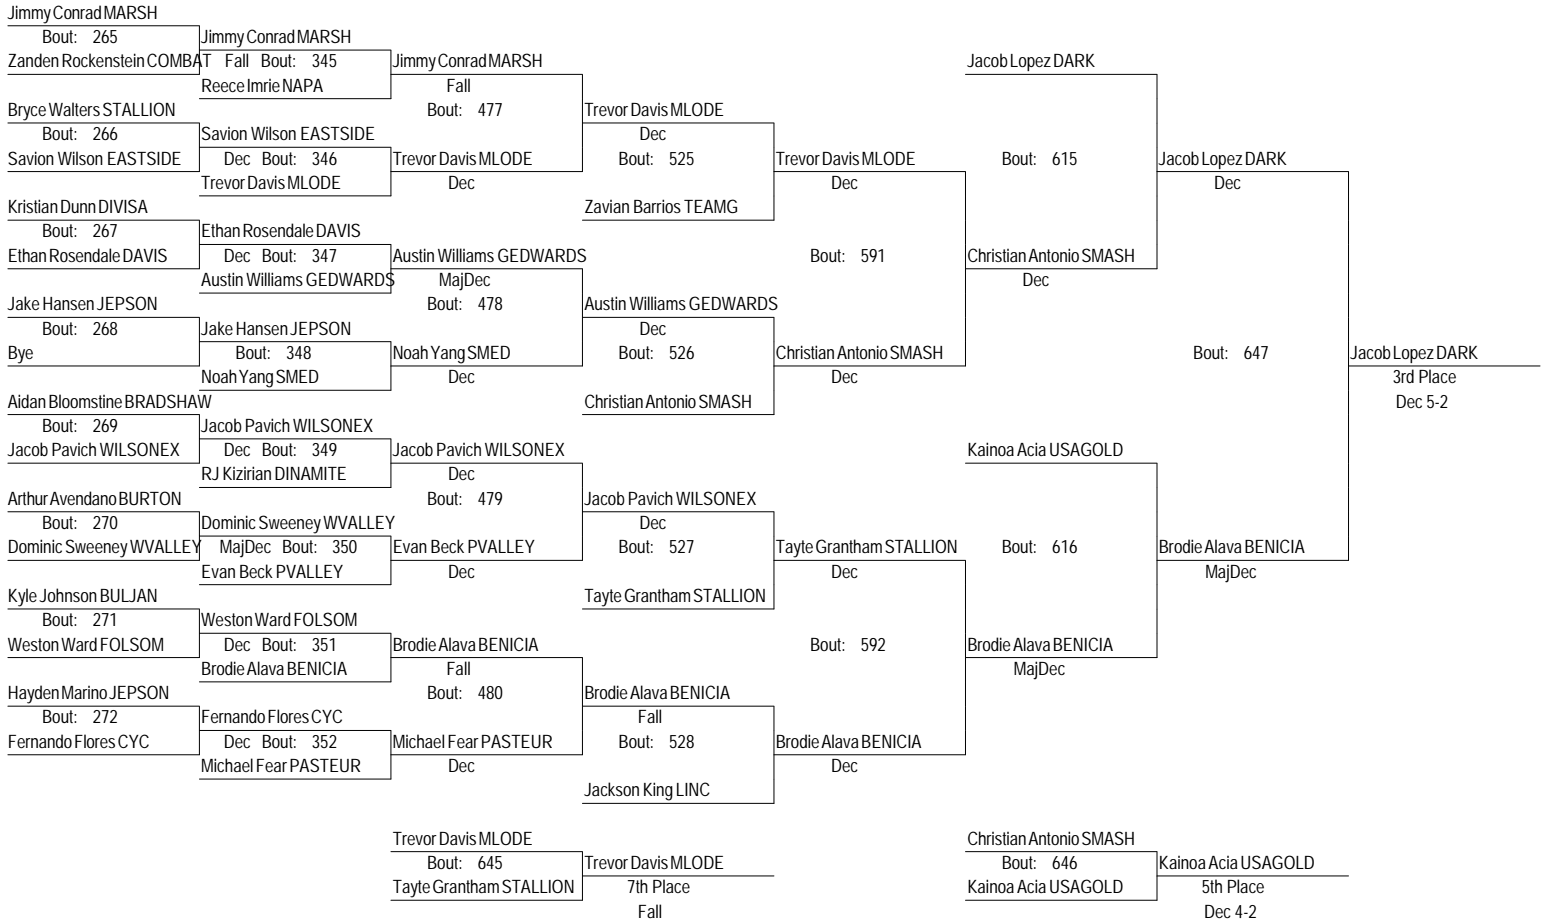 Jimmy Conrad MARSH
Bout: 265
Zanden Rockenstein COMBAT
Bryce Walters STALLION
Bout: 266
Savion Wilson EASTSIDE
Kristian Dunn DIVISA
Bout: 267
Ethan Rosendale DAVIS
Jake Hansen JEPSON
Bout: 268
Bye
Aidan Bloomstine BRADSHAW
Bout: 269
Jacob Pavich WILSONEX
Arthur Avendano BURTON
Bout: 270
Dominic Sweeney WVALLEY
Kyle Johnson BULJAN
Bout: 271
Weston Ward FOLSOM
Hayden Marino JEPSON
Bout: 272
Fernando Flores CYC
Jimmy Conrad MARSH
Fall Bout: 345
Reece Imrie NAPA
Savion Wilson EASTSIDE
Dec Bout: 346
Trevor Davis MLODE
Ethan Rosendale DAVIS
Dec Bout: 347
Austin Williams GEDWARDS
Jake Hansen JEPSON
Bout: 348
Noah Yang SMED
Jacob Pavich WILSONEX
Dec Bout: 349
RJ Kizirian DINAMITE
Dominic Sweeney WVALLEY
MajDec Bout: 350
Evan Beck PVALLEY
Weston Ward FOLSOM
Dec Bout: 351
Brodie Alava BENICIA
Fernando Flores CYC
Dec Bout: 352
Michael Fear PASTEUR
Jimmy Conrad MARSH
Fall
Bout: 477
Trevor Davis MLODE
Dec
Austin Williams GEDWARDS
MajDec
Bout: 478
Noah Yang SMED
Dec
Jacob Pavich WILSONEX
Dec
Bout: 479
Evan Beck PVALLEY
Dec
Brodie Alava BENICIA
Fall
Bout: 480
Michael Fear PASTEUR
Dec
Trevor Davis MLODE
Dec
Bout: 525
Zavian Barrios TEAMG
Austin Williams GEDWARDS
Dec
Bout: 526
Christian Antonio SMASH
Jacob Pavich WILSONEX
Dec
Bout: 527
Tayte Grantham STALLION
Brodie Alava BENICIA
Fall
Bout: 528
Jackson King LINC
Trevor Davis MLODE
Dec
Bout: 591
Christian Antonio SMASH
Dec
Tayte Grantham STALLION
Dec
Bout: 592
Brodie Alava BENICIA
Dec
Jacob Lopez DARK
Bout: 615
Christian Antonio SMASH
Dec
Kainoa Acia USAGOLD
Bout: 616
Brodie Alava BENICIA
MajDec
Jacob Lopez DARK
Dec
Bout: 647
Brodie Alava BENICIA
MajDec
Jacob Lopez DARK
3rd Place
Dec 5-2
Trevor Davis MLODE
Bout: 645
Tayte Grantham STALLION
Trevor Davis MLODE
7th Place
Fall
Christian Antonio SMASH
Bout: 646
Kainoa Acia USAGOLD
Kainoa Acia USAGOLD
5th Place
Dec 4-2